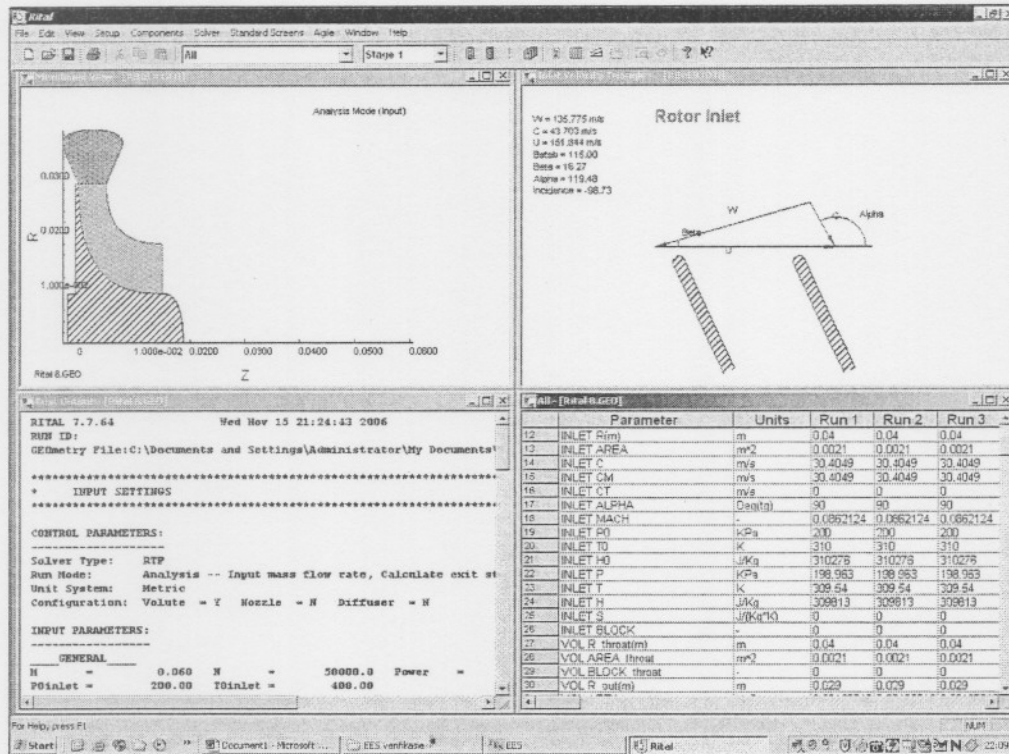 Rital
File Edit View Setup Components Solver Standard Screens Agile Window Help
All
Stage 1
Analysis Mode (Input)
0.0300
0.0200
R
1.000e-002
0 1.000e-002 0.0200 0.0300 0.0400 0.0500 0.0600
Z
Rital 8.GEO
Rotor Inlet
W = 135.775 m/s
C = 43.703 m/s
U = 151.844 m/s
Betab = 115.00
Beta = 16.27
Alpha = 119.48
Incidence = -98.73
W
C
Alpha
Beta
U
RITAL 7.7.64 Wed Nov 15 21:24:43 2006
RUN ID:
GEOmetry File:C:\Documents and Settings\Administrator\My Documents\
* INPUT SETTINGS
CONTROL PARAMETERS:
Solver Type: RTP
Run Mode: Analysis -- Input mass flow rate, Calculate exit st
Unit System: Metric
Configuration: Volute = Y Nozzle = N Diffuser = N
INPUT PARAMETERS:
GENERAL
M = 0.060 N = 50000.0 Power =
P0inlet = 200.00 T0inlet = 400.00
All - [Rital 8.GEO]
Parameter Units Run 1 Run 2 Run 3
12 INLET R(m) m 0.04 0.04 0.04
13 INLET AREA m^2 0.0021 0.0021 0.0021
14 INLET C m/s 30.4049 30.4049 30.4049
15 INLET CM m/s 30.4049 30.4049 30.4049
16 INLET CT m/s 0 0 0
17 INLET ALPHA Deg(tg) 90 90 90
18 INLET MACH - 0.0862124 0.0862124 0.0862124
19 INLET P0 KPa 200 200 200
20 INLET T0 K 310 310 310
21 INLET H0 J/Kg 310276 310276 310276
22 INLET P KPa 198.963 198.963 198.963
23 INLET T K 309.54 309.54 309.54
24 INLET H J/Kg 309813 309813 309813
25 INLET S J/(Kg*K) 0 0 0
26 INLET BLOCK - 0 0 0
27 VOL R_throat(m) m 0.04 0.04 0.04
28 VOL AREA_throat m^2 0.0021 0.0021 0.0021
29 VOL BLOCK_throat - 0 0 0
30 VOL R_out(m) m 0.029 0.029 0.029
For Help, press F1
NUM
Start Document1 - Microsoft ... EES verifikace EES Rital 22:09